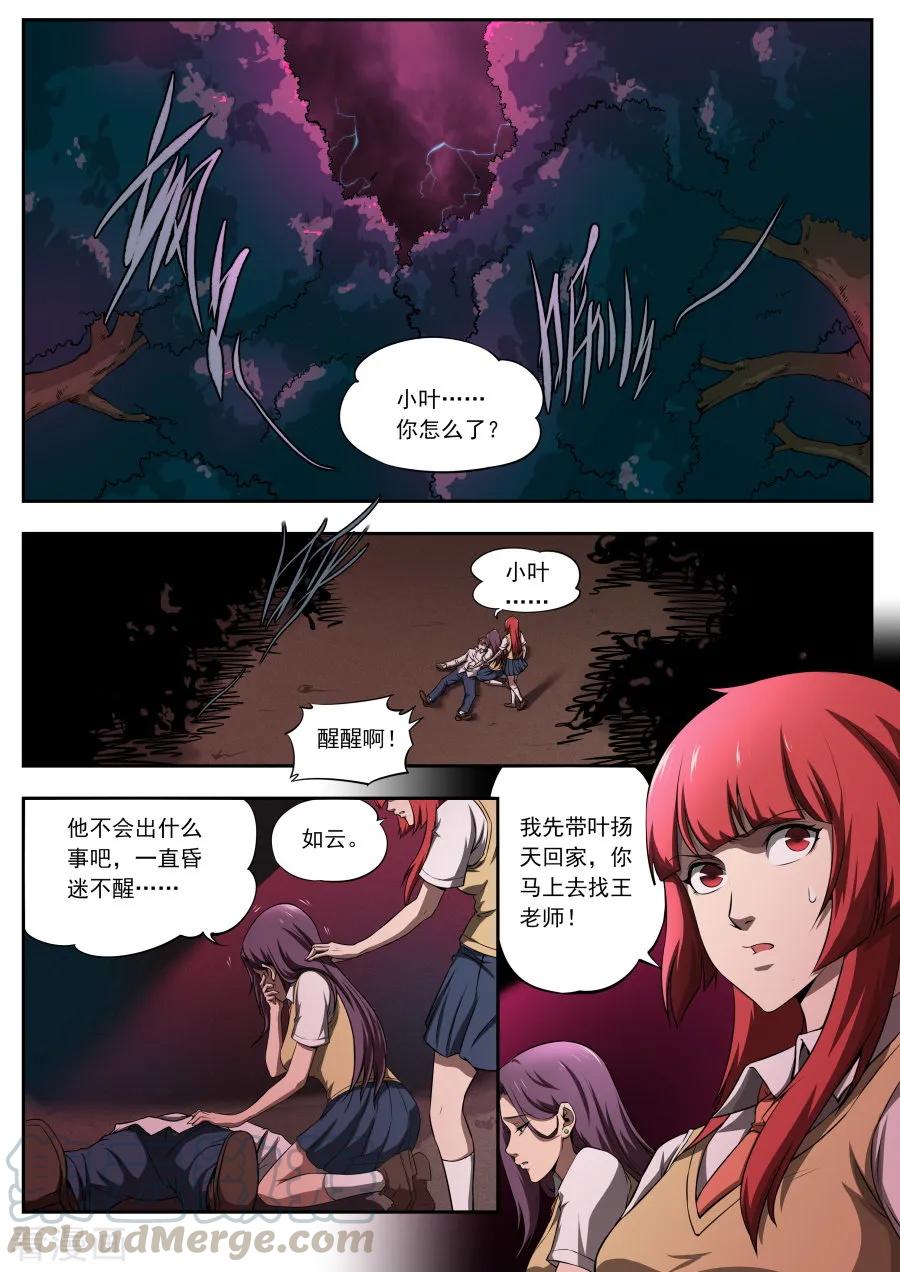 小叶……
你怎么了？
小叶
……
醒醒啊！
他不会出什么
事吧，一直昏
迷不醒……
如云。
我先带叶扬
天回家，你
马上去找王
老师！
ACloudMerge.com